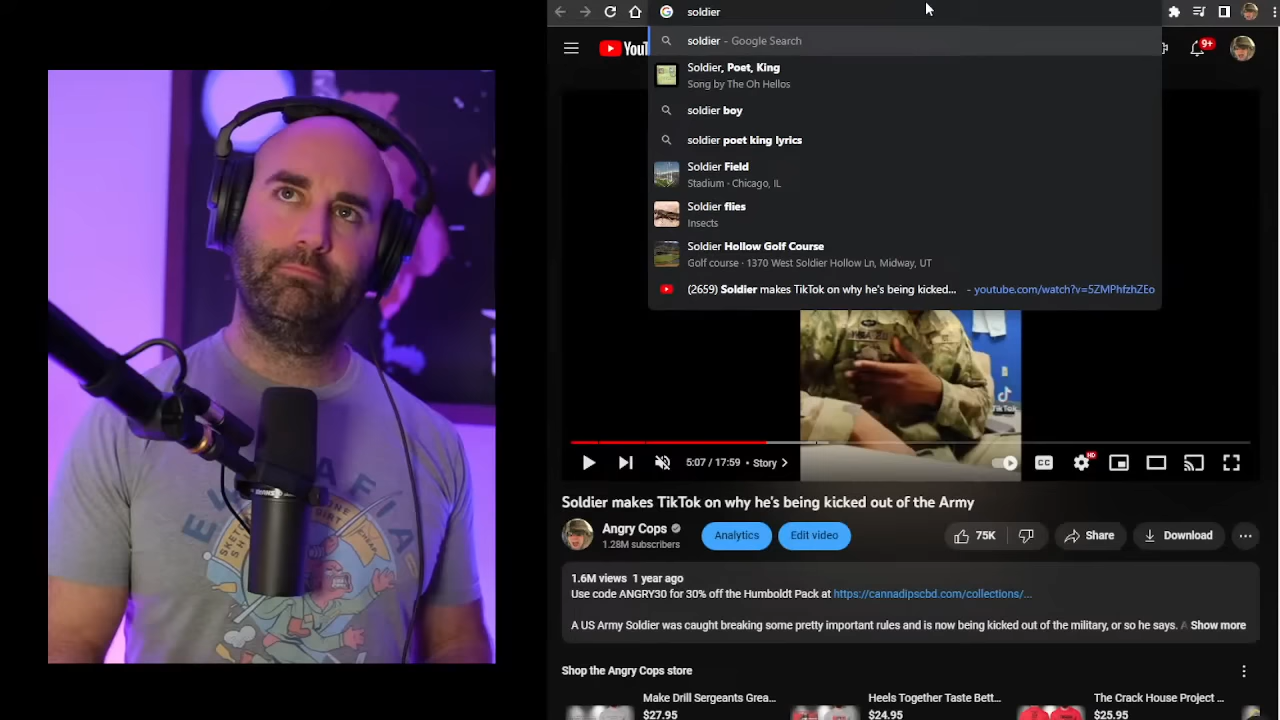 soldier
soldier - Google Search
Soldier, Poet, King
Song by The Oh Hellos
soldier boy
soldier poet king lyrics
Soldier Field
Stadium · Chicago, IL
Soldier flies
Insects
Soldier Hollow Golf Course
Golf course · 1370 West Soldier Hollow Ln, Midway, UT
(2659) Soldier makes TikTok on why he's being kicked... - youtube.com/watch?v=5ZMPhfzhZEo
9+
TikTok
5:07 / 17:59 • Story
CC
HD
Soldier makes TikTok on why he's being kicked out of the Army
Angry Cops
1.28M subscribers
Analytics
Edit video
75K
Share
Download
1.6M views 1 year ago
Use code ANGRY30 for 30% off the Humboldt Pack at https://cannadipscbd.com/collections/...
A US Army Soldier was caught breaking some pretty important rules and is now being kicked out of the military, or so he says. A Show more
Shop the Angry Cops store
Make Drill Sergeants Grea...
$27.95
Heels Together Taste Bett...
$24.95
The Crack House Project ...
$25.95